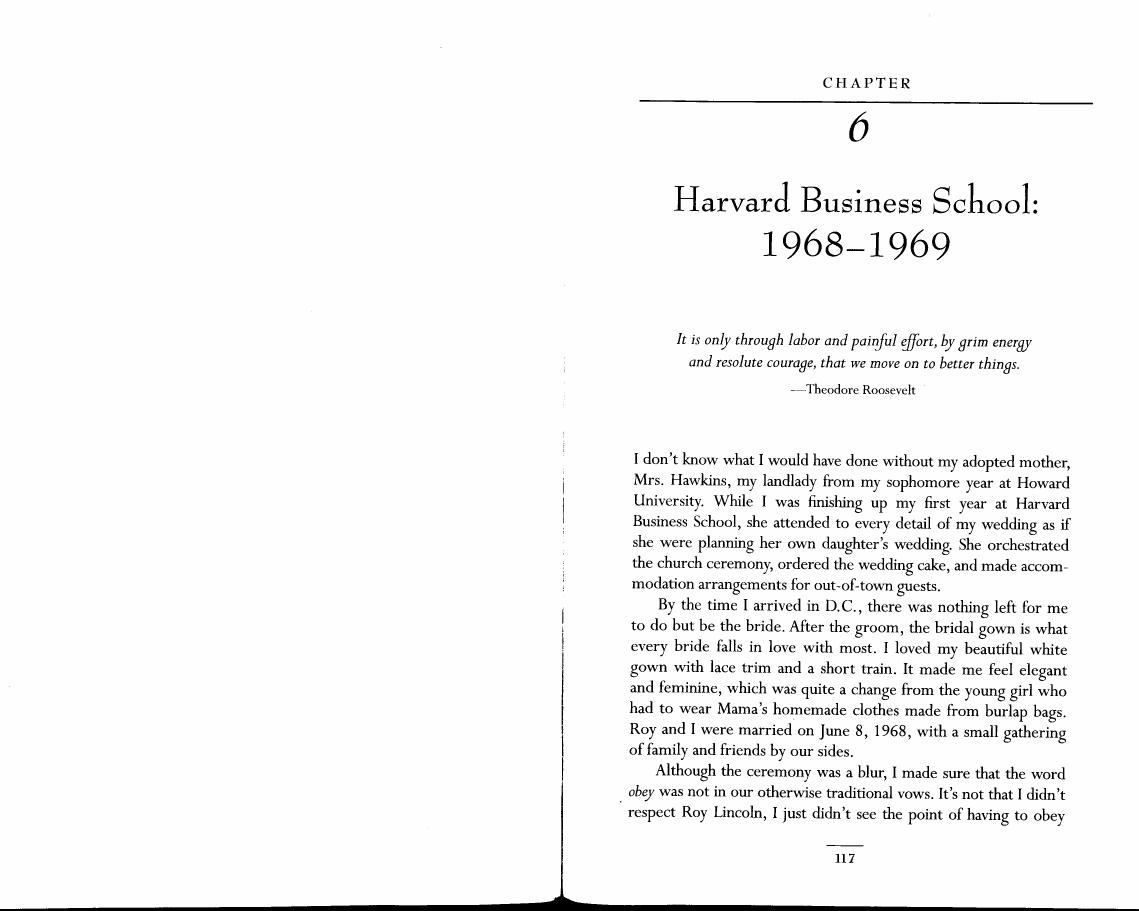 CHAPTER
6
Harvard Business School:
1968–1969
It is only through labor and painful effort, by grim energy
and resolute courage, that we move on to better things.
—Theodore Roosevelt
I don't know what I would have done without my adopted mother,
Mrs. Hawkins, my landlady from my sophomore year at Howard
University. While I was finishing up my first year at Harvard
Business School, she attended to every detail of my wedding as if
she were planning her own daughter's wedding. She orchestrated
the church ceremony, ordered the wedding cake, and made accom-
modation arrangements for out-of-town guests.
By the time I arrived in D.C., there was nothing left for me
to do but be the bride. After the groom, the bridal gown is what
every bride falls in love with most. I loved my beautiful white
gown with lace trim and a short train. It made me feel elegant
and feminine, which was quite a change from the young girl who
had to wear Mama's homemade clothes made from burlap bags.
Roy and I were married on June 8, 1968, with a small gathering
of family and friends by our sides.
Although the ceremony was a blur, I made sure that the word
obey was not in our otherwise traditional vows. It's not that I didn't
respect Roy Lincoln, I just didn't see the point of having to obey
117